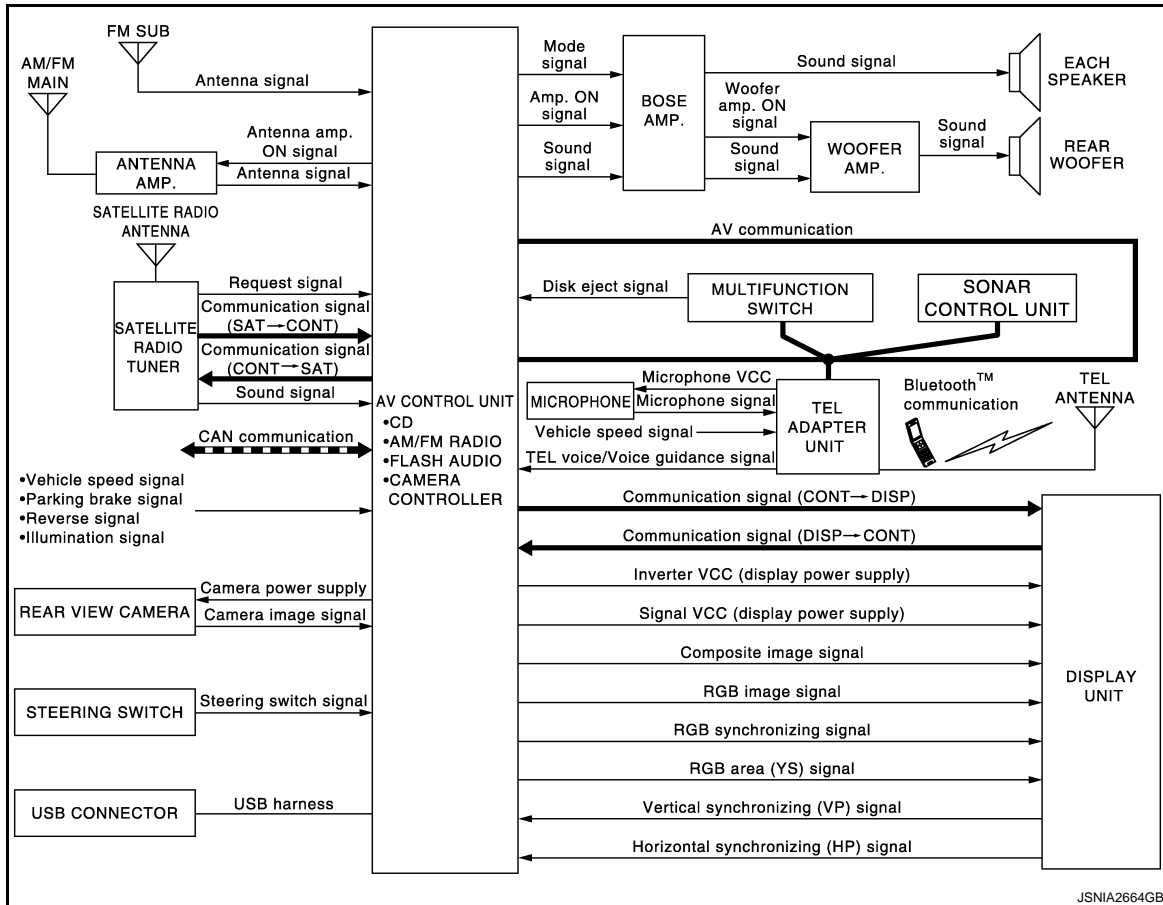 FM SUB
AM/FM
MAIN
Antenna signal
Antenna amp.
ON signal
ANTENNA
AMP.
Antenna signal
SATELLITE RADIO
ANTENNA
Request signal
Communication signal
(SAT→CONT)
SATELLITE
RADIO
TUNER
Communication signal
(CONT→SAT)
Sound signal
CAN communication
•Vehicle speed signal
•Parking brake signal
•Reverse signal
•Illumination signal
Camera power supply
REAR VIEW CAMERA
Camera image signal
Steering switch signal
STEERING SWITCH
USB harness
USB CONNECTOR
AV CONTROL UNIT
•CD
•AM/FM RADIO
•FLASH AUDIO
•CAMERA
CONTROLLER
Mode
signal
Amp. ON
signal
Sound
signal
BOSE
AMP.
Sound signal
EACH
SPEAKER
Woofer
amp. ON
signal
Sound
signal
WOOFER
AMP.
Sound
signal
REAR
WOOFER
AV communication
Disk eject signal
MULTIFUNCTION
SWITCH
SONAR
CONTROL UNIT
Microphone VCC
MICROPHONE
Microphone signal
Vehicle speed signal
TEL voice/Voice guidance signal
TEL
ADAPTER
UNIT
Bluetooth™
communication
TEL
ANTENNA
Communication signal (CONT→DISP)
Communication signal (DISP→CONT)
Inverter VCC (display power supply)
Signal VCC (display power supply)
Composite image signal
RGB image signal
RGB synchronizing signal
RGB area (YS) signal
Vertical synchronizing (VP) signal
Horizontal synchronizing (HP) signal
DISPLAY
UNIT
JSNIA2664GB